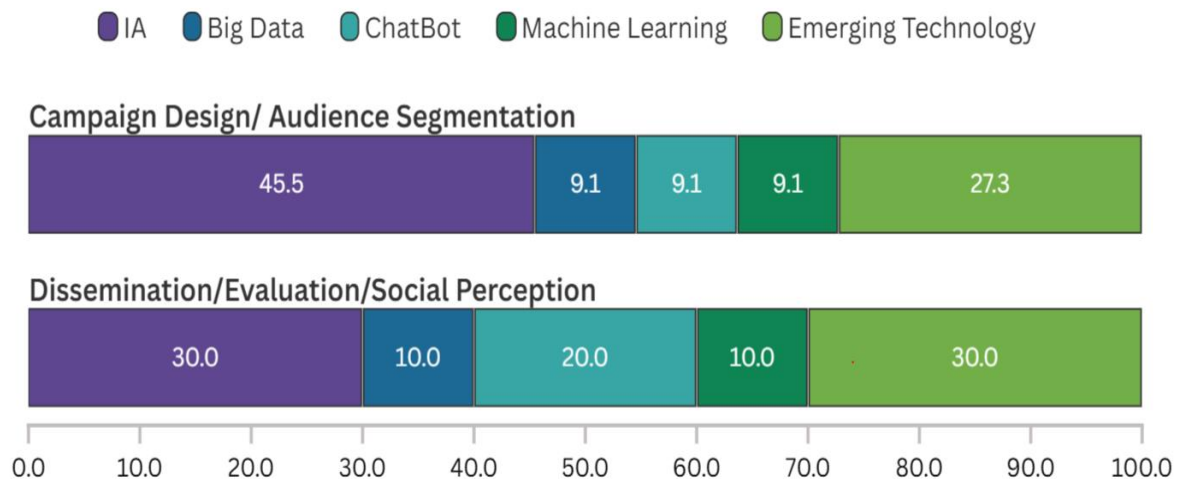 IA Big Data ChatBot Machine Learning Emerging Technology
Campaign Design/ Audience Segmentation
45.5 9.1 9.1 9.1 27.3
Dissemination/Evaluation/Social Perception
30.0 10.0 20.0 10.0 30.0
0.0 10.0 20.0 30.0 40.0 50.0 60.0 70.0 80.0 90.0 100.0